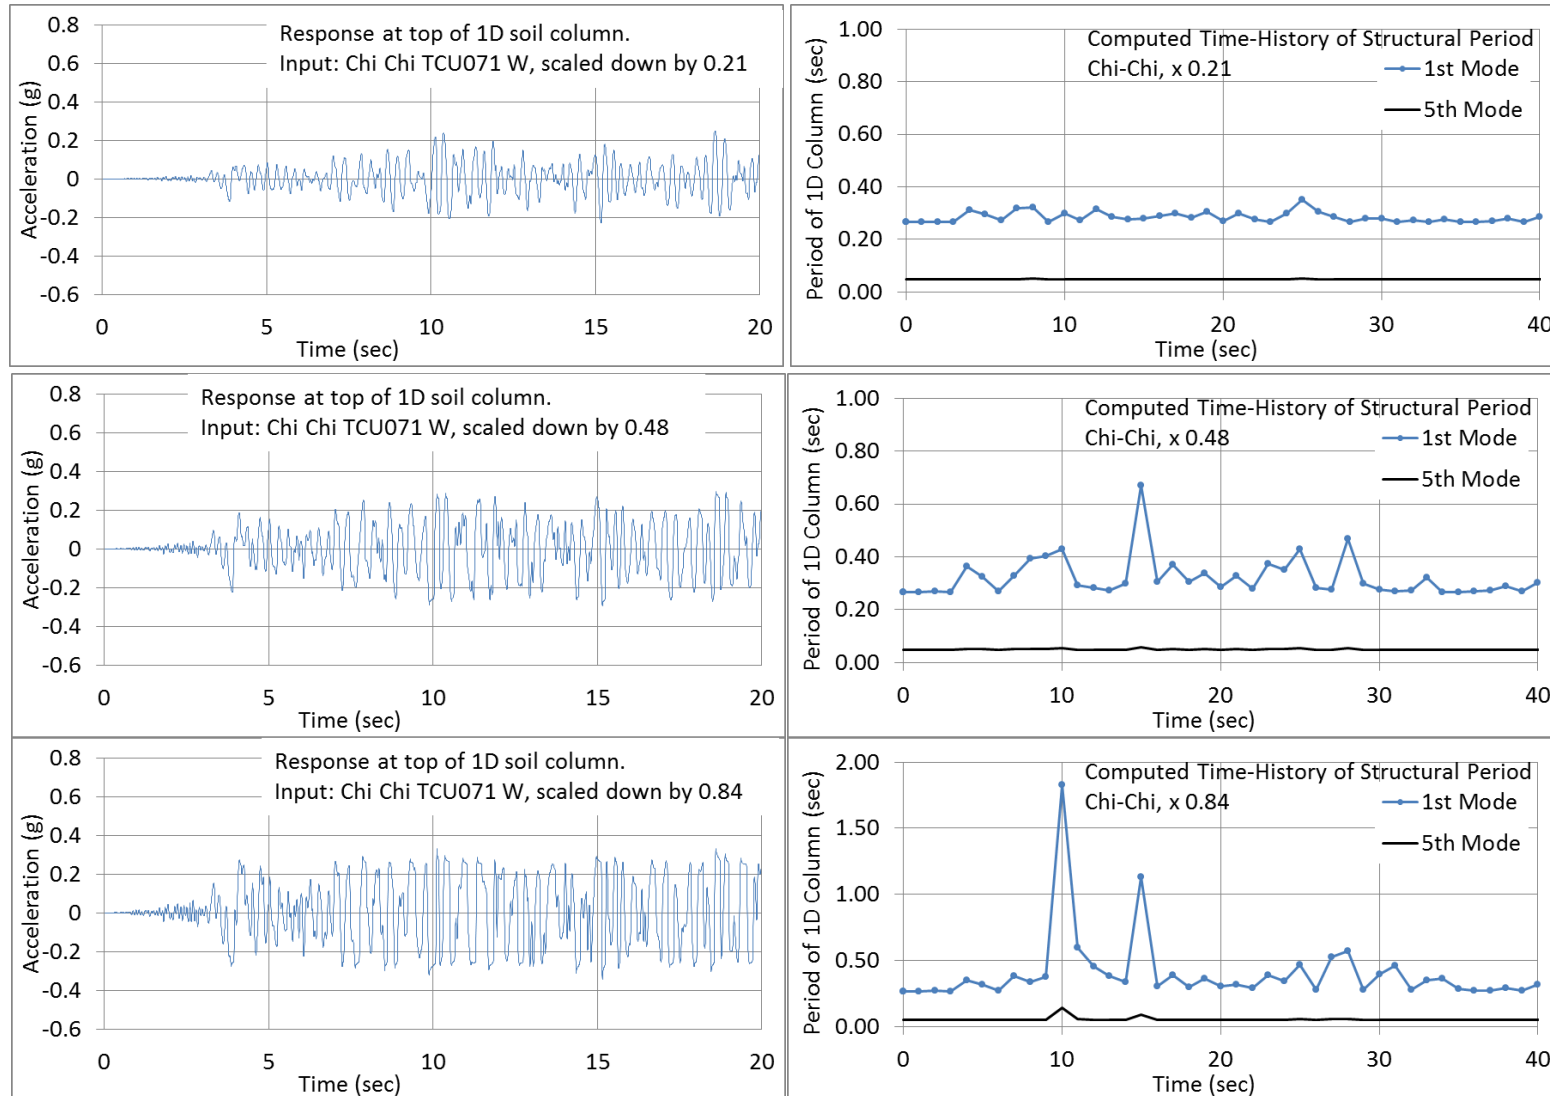 Response at top of 1D soil column.
Input: Chi Chi TCU071 W, scaled down by 0.21
Acceleration (g)
0.8
0.6
0.4
0.2
0
-0.2
-0.4
-0.6
0 5 10 15 20
Time (sec)
Computed Time-History of Structural Period
Chi-Chi, x 0.21
1st Mode
5th Mode
Period of 1D Column (sec)
1.00
0.80
0.60
0.40
0.20
0.00
0 10 20 30 40
Time (sec)
Response at top of 1D soil column.
Input: Chi Chi TCU071 W, scaled down by 0.48
Acceleration (g)
0.8
0.6
0.4
0.2
0
-0.2
-0.4
-0.6
0 5 10 15 20
Time (sec)
Computed Time-History of Structural Period
Chi-Chi, x 0.48
1st Mode
5th Mode
Period of 1D Column (sec)
1.00
0.80
0.60
0.40
0.20
0.00
0 10 20 30 40
Time (sec)
Response at top of 1D soil column.
Input: Chi Chi TCU071 W, scaled down by 0.84
Acceleration (g)
0.8
0.6
0.4
0.2
0
-0.2
-0.4
-0.6
0 5 10 15 20
Time (sec)
Computed Time-History of Structural Period
Chi-Chi, x 0.84
1st Mode
5th Mode
Period of 1D Column (sec)
2.00
1.50
1.00
0.50
0.00
0 10 20 30 40
Time (sec)